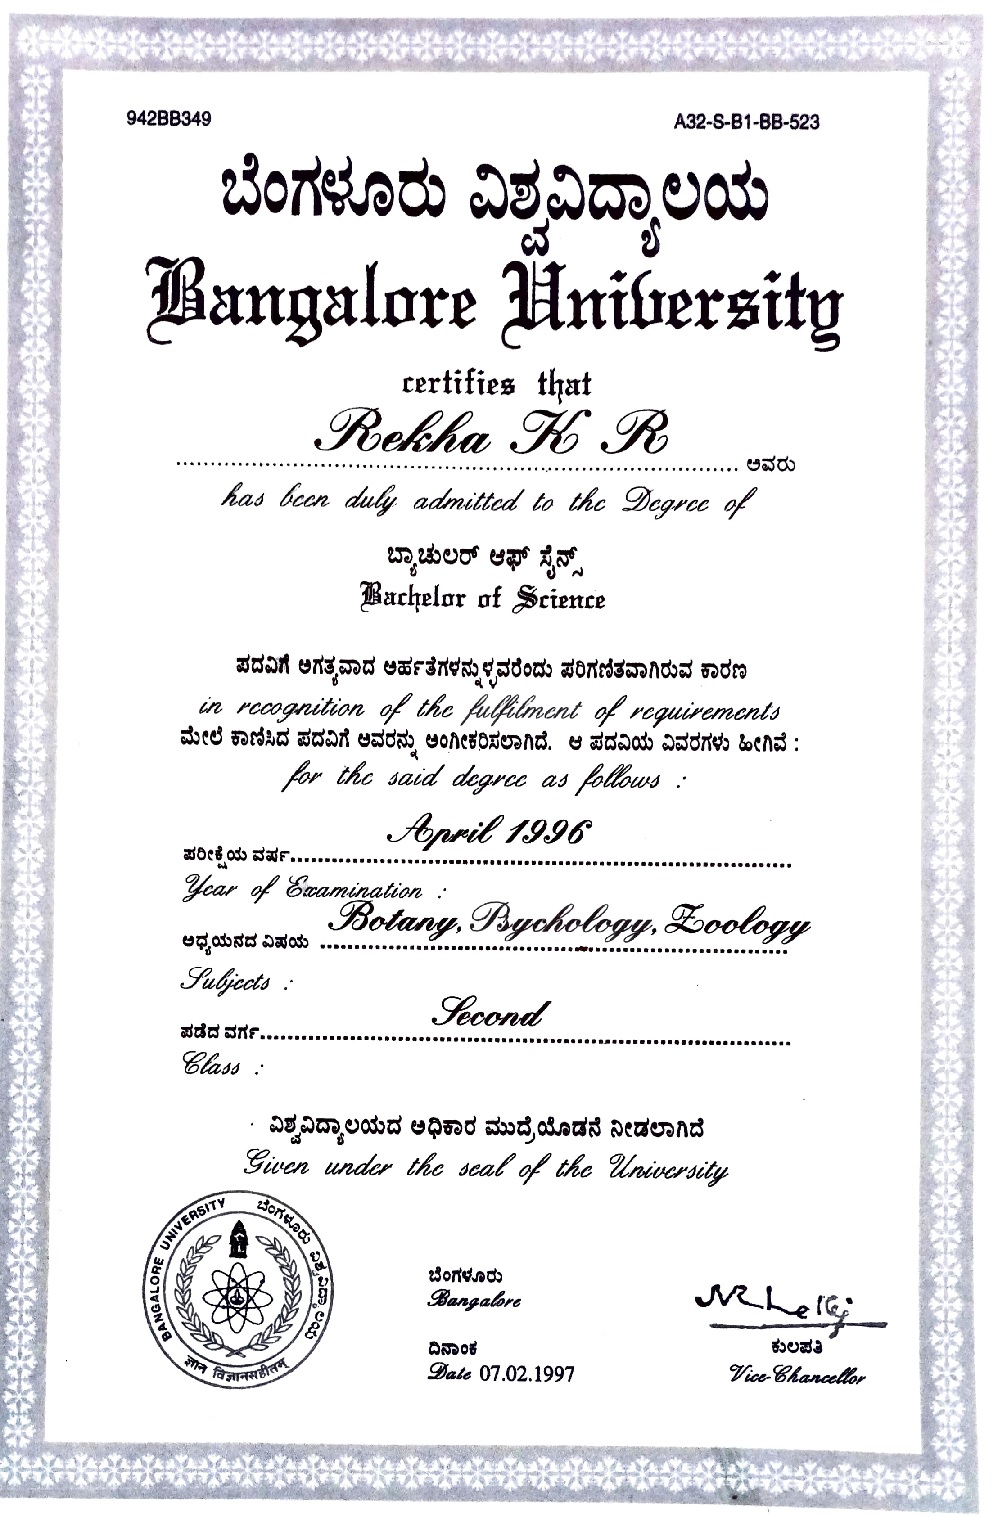 942BB349 A32-S-B1-BB-523
ಬೆಂಗಳೂರು ವಿಶ್ವವಿದ್ಯಾಲಯ
Bangalore University
certifies that
Rekha K R
ಅವರು
has been duly admitted to the Degree of
ಬ್ಯಾಚುಲರ್ ಆಫ್ ಸೈನ್ಸ್
Bachelor of Science
ಪದವಿಗೆ ಅಗತ್ಯವಾದ ಅರ್ಹತೆಗಳನ್ನುಳ್ಳವರೆಂದು ಪರಿಗಣಿತವಾಗಿರುವ ಕಾರಣ
in recognition of the fulfilment of requirements
ಮೇಲೆ ಕಾಣಿಸಿದ ಪದವಿಗೆ ಅವರನ್ನು ಅಂಗೀಕರಿಸಲಾಗಿದೆ. ಆ ಪದವಿಯ ವಿವರಗಳು ಹೀಗಿವೆ :
for the said degree as follows :
April 1996
ಪರೀಕ್ಷೆಯ ವರ್ಷ
Year of Examination :
Botany, Psychology, Zoology
ಅಧ್ಯಯನದ ವಿಷಯ
Subjects :
Second
ಪಡೆದ ವರ್ಗ
Class :
ವಿಶ್ವವಿದ್ಯಾಲಯದ ಅಧಿಕಾರ ಮುದ್ರೆಯೊಡನೆ ನೀಡಲಾಗಿದೆ
Given under the seal of the University
BANGALORE UNIVERSITY ಬೆಂಗಳೂರು ವಿಶ್ವವಿದ್ಯಾಲಯ
ज्ञान विज्ञानसहीतम्
ಬೆಂಗಳೂರು
Bangalore
ದಿನಾಂಕ
Date 07.02.1997
ಕುಲಪತಿ
Vice-Chancellor